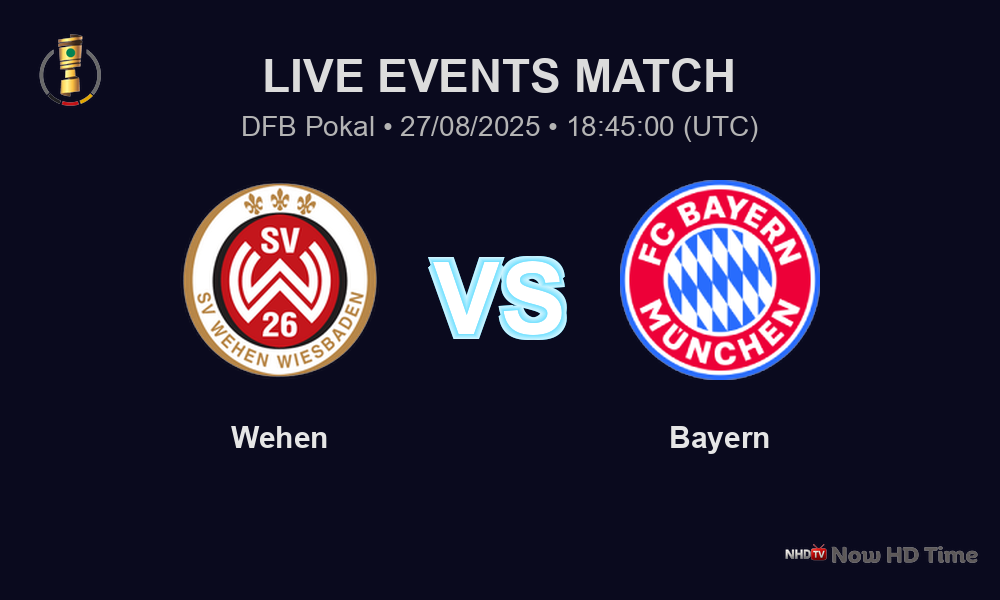 LIVE EVENTS MATCH
DFB Pokal • 27/08/2025 • 18:45:00 (UTC)
SV
26
SV WEHEN WIESBADEN
VS
FC BAYERN
MÜNCHEN
Wehen
Bayern
NHDTV Now HD Time